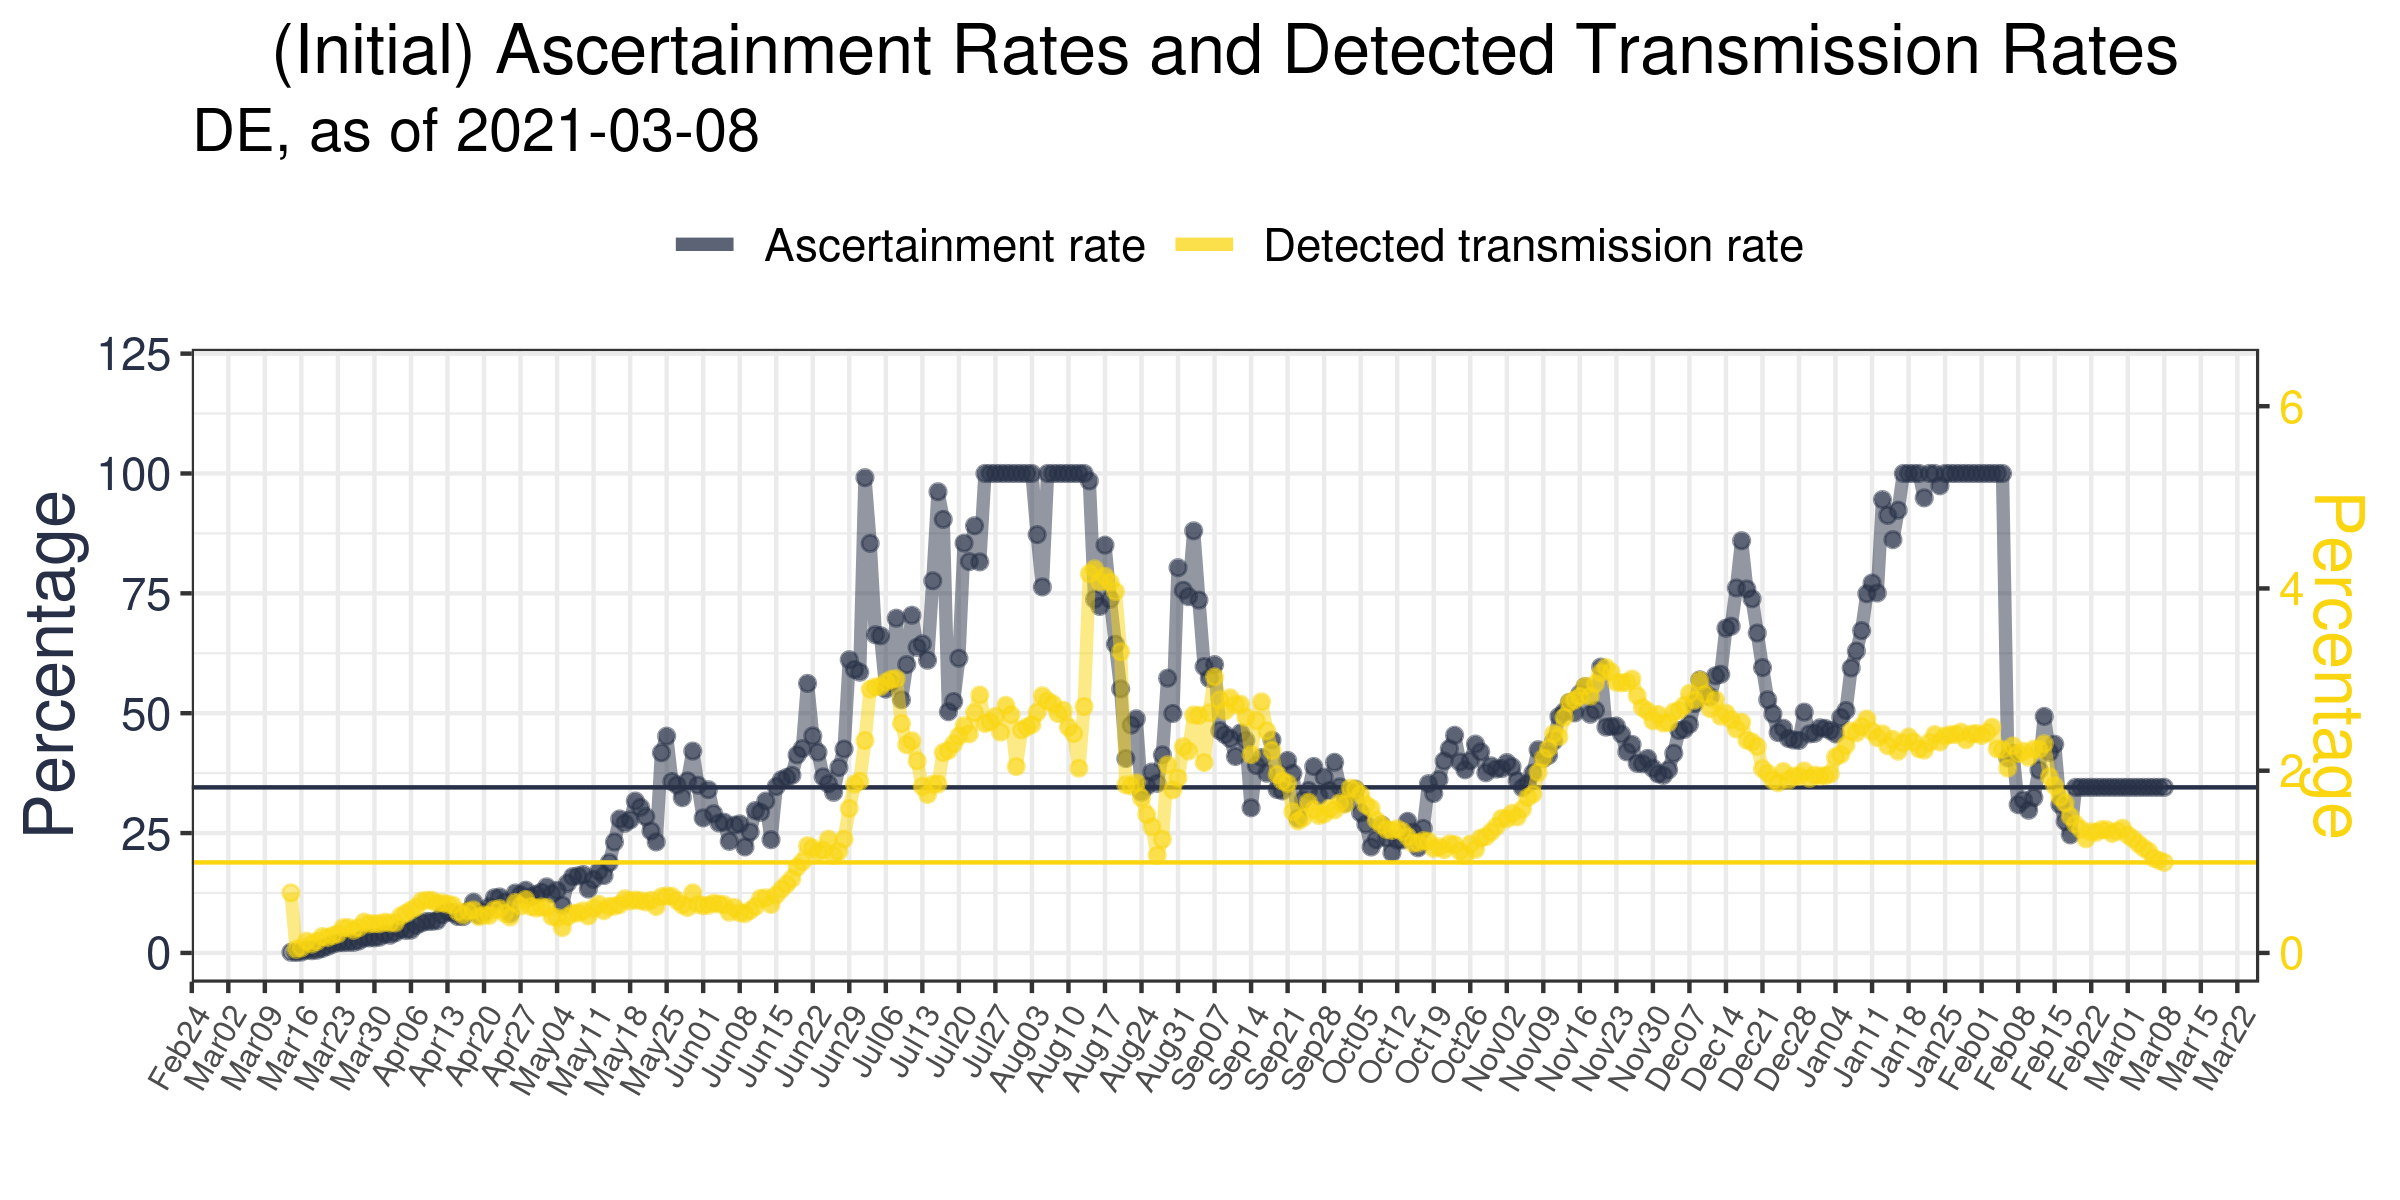 (Initial) Ascertainment Rates and Detected Transmission Rates
DE, as of 2021-03-08
Ascertainment rate
Detected transmission rate
Percentage
125
100
75
50
25
0
6
4
2
0
Percentage
Feb24
Mar02
Mar09
Mar16
Mar23
Mar30
Apr06
Apr13
Apr20
Apr27
May04
May11
May18
May25
Jun01
Jun08
Jun15
Jun22
Jun29
Jul06
Jul13
Jul20
Jul27
Aug03
Aug10
Aug17
Aug24
Aug31
Sep07
Sep14
Sep21
Sep28
Oct05
Oct12
Oct19
Oct26
Nov02
Nov09
Nov16
Nov23
Nov30
Dec07
Dec14
Dec21
Dec28
Jan04
Jan11
Jan18
Jan25
Feb01
Feb08
Feb15
Feb22
Mar01
Mar08
Mar15
Mar22